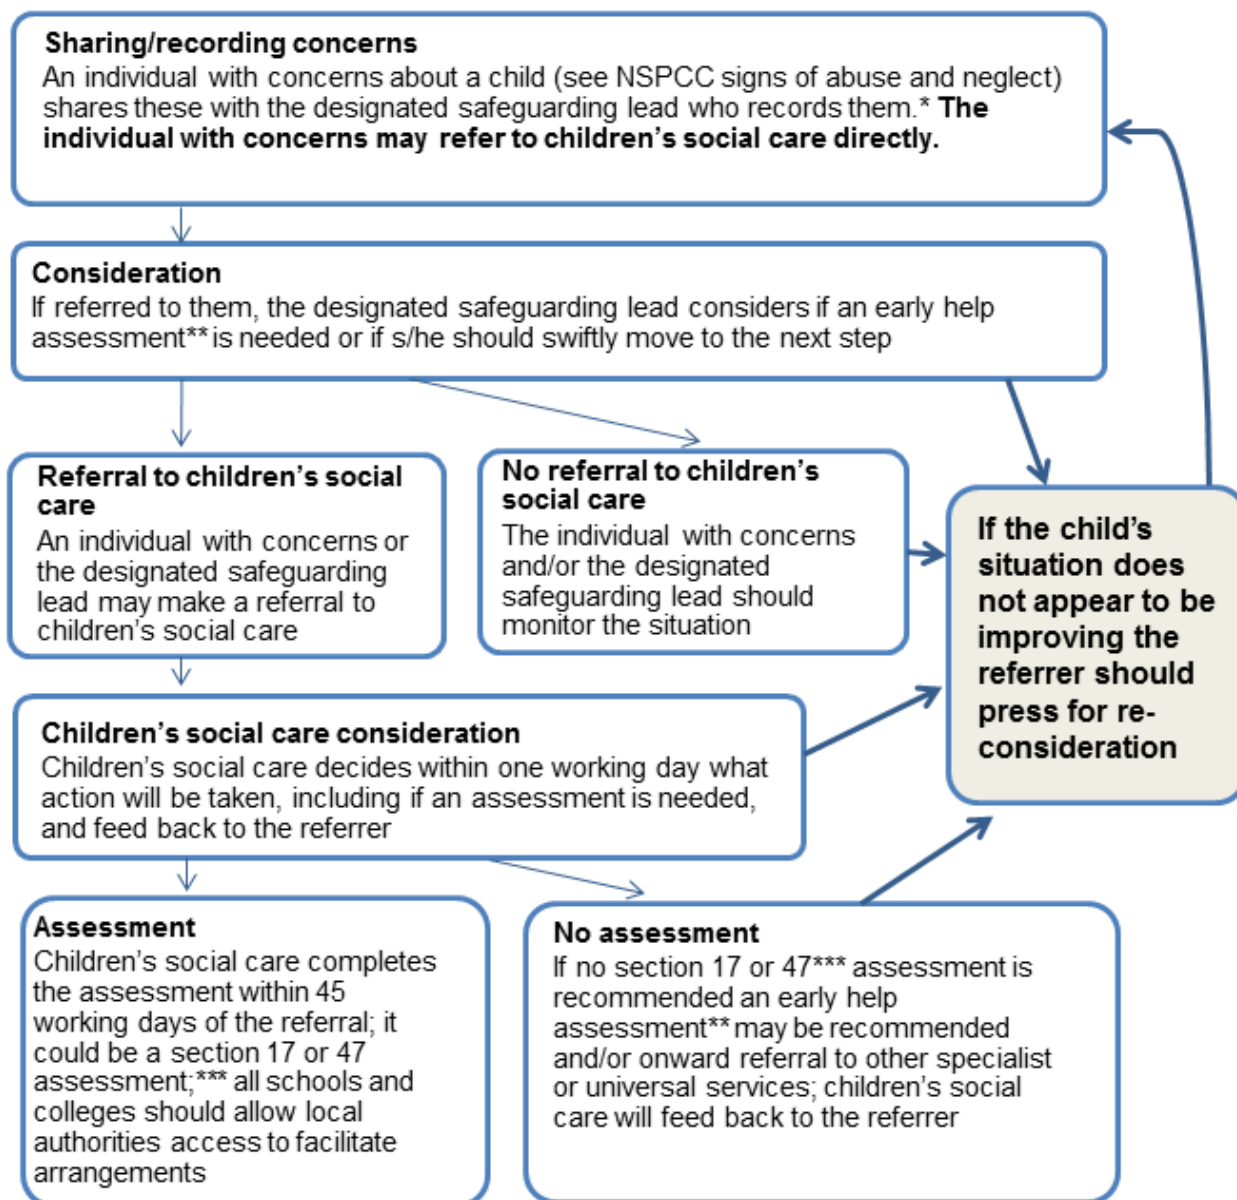 Sharing/recording concerns
An individual with concerns about a child (see NSPCC signs of abuse and neglect)
shares these with the designated safeguarding lead who records them.* The
individual with concerns may refer to children’s social care directly.
Consideration
If referred to them, the designated safeguarding lead considers if an early help
assessment** is needed or if s/he should swiftly move to the next step
Referral to children’s social
care
An individual with concerns or
the designated safeguarding
lead may make a referral to
children’s social care
No referral to children’s
social care
The individual with concerns
and/or the designated
safeguarding lead should
monitor the situation
If the child’s
situation does
not appear to be
improving the
referrer should
press for re-
consideration
Children’s social care consideration
Children’s social care decides within one working day what
action will be taken, including if an assessment is needed,
and feed back to the referrer
Assessment
Children’s social care completes
the assessment within 45
working days of the referral; it
could be a section 17 or 47
assessment;*** all schools and
colleges should allow local
authorities access to facilitate
arrangements
No assessment
If no section 17 or 47*** assessment is
recommended an early help
assessment** may be recommended
and/or onward referral to other specialist
or universal services; children’s social
care will feed back to the referrer